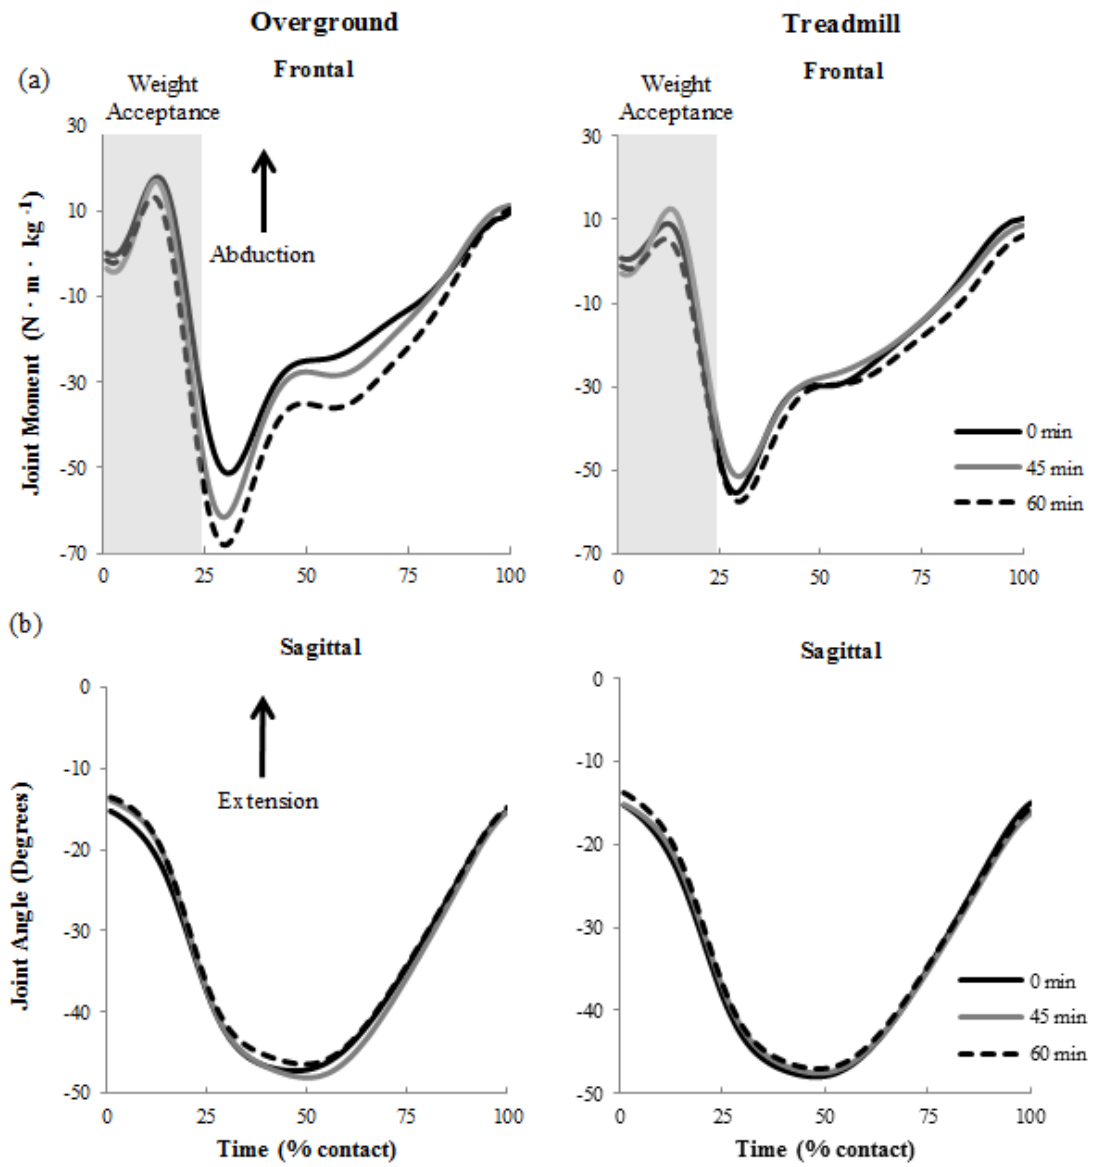 Overground
Treadmill
(a)
Frontal
Frontal
Weight
Acceptance
Weight
Acceptance
30
10
-10
-30
-50
-70
0
25
50
75
100
Joint Moment (N · m · kg⁻¹)
Abduction
30
10
-10
-30
-50
-70
0
25
50
75
100
0 min
45 min
60 min
(b)
Sagittal
Sagittal
0
-10
-20
-30
-40
-50
0
25
50
75
100
Joint Angle (Degrees)
Extension
Time (% contact)
0
-10
-20
-30
-40
-50
0
25
50
75
100
0 min
45 min
60 min
Time (% contact)